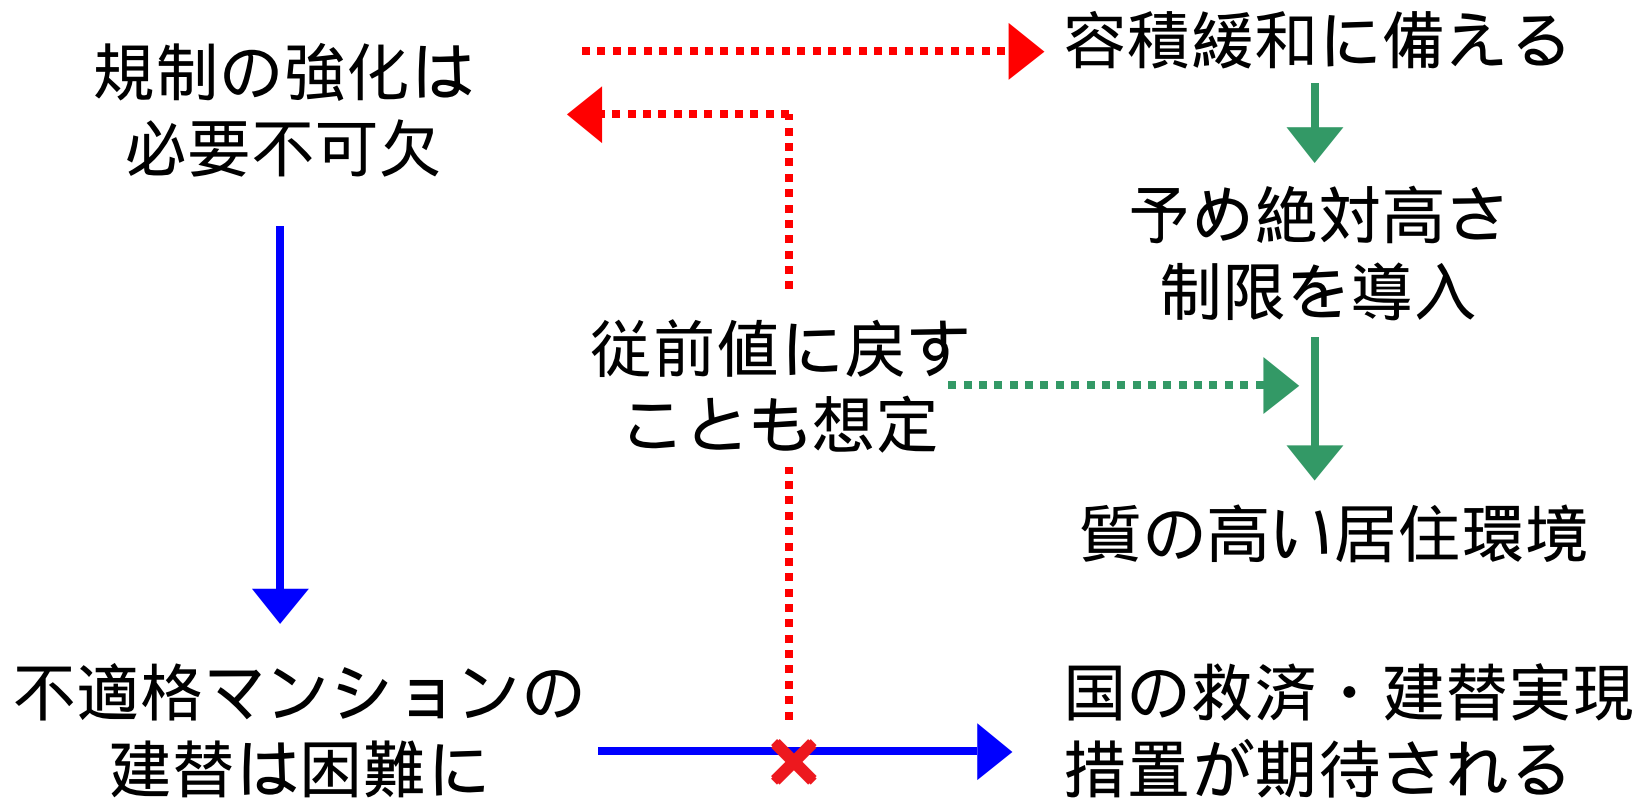 規制の強化は
必要不可欠
容積緩和に備える
予め絶対高さ
制限を導入
従前値に戻す
ことも想定
質の高い居住環境
不適格マンションの
建替は困難に
国の救済・建替実現
措置が期待される